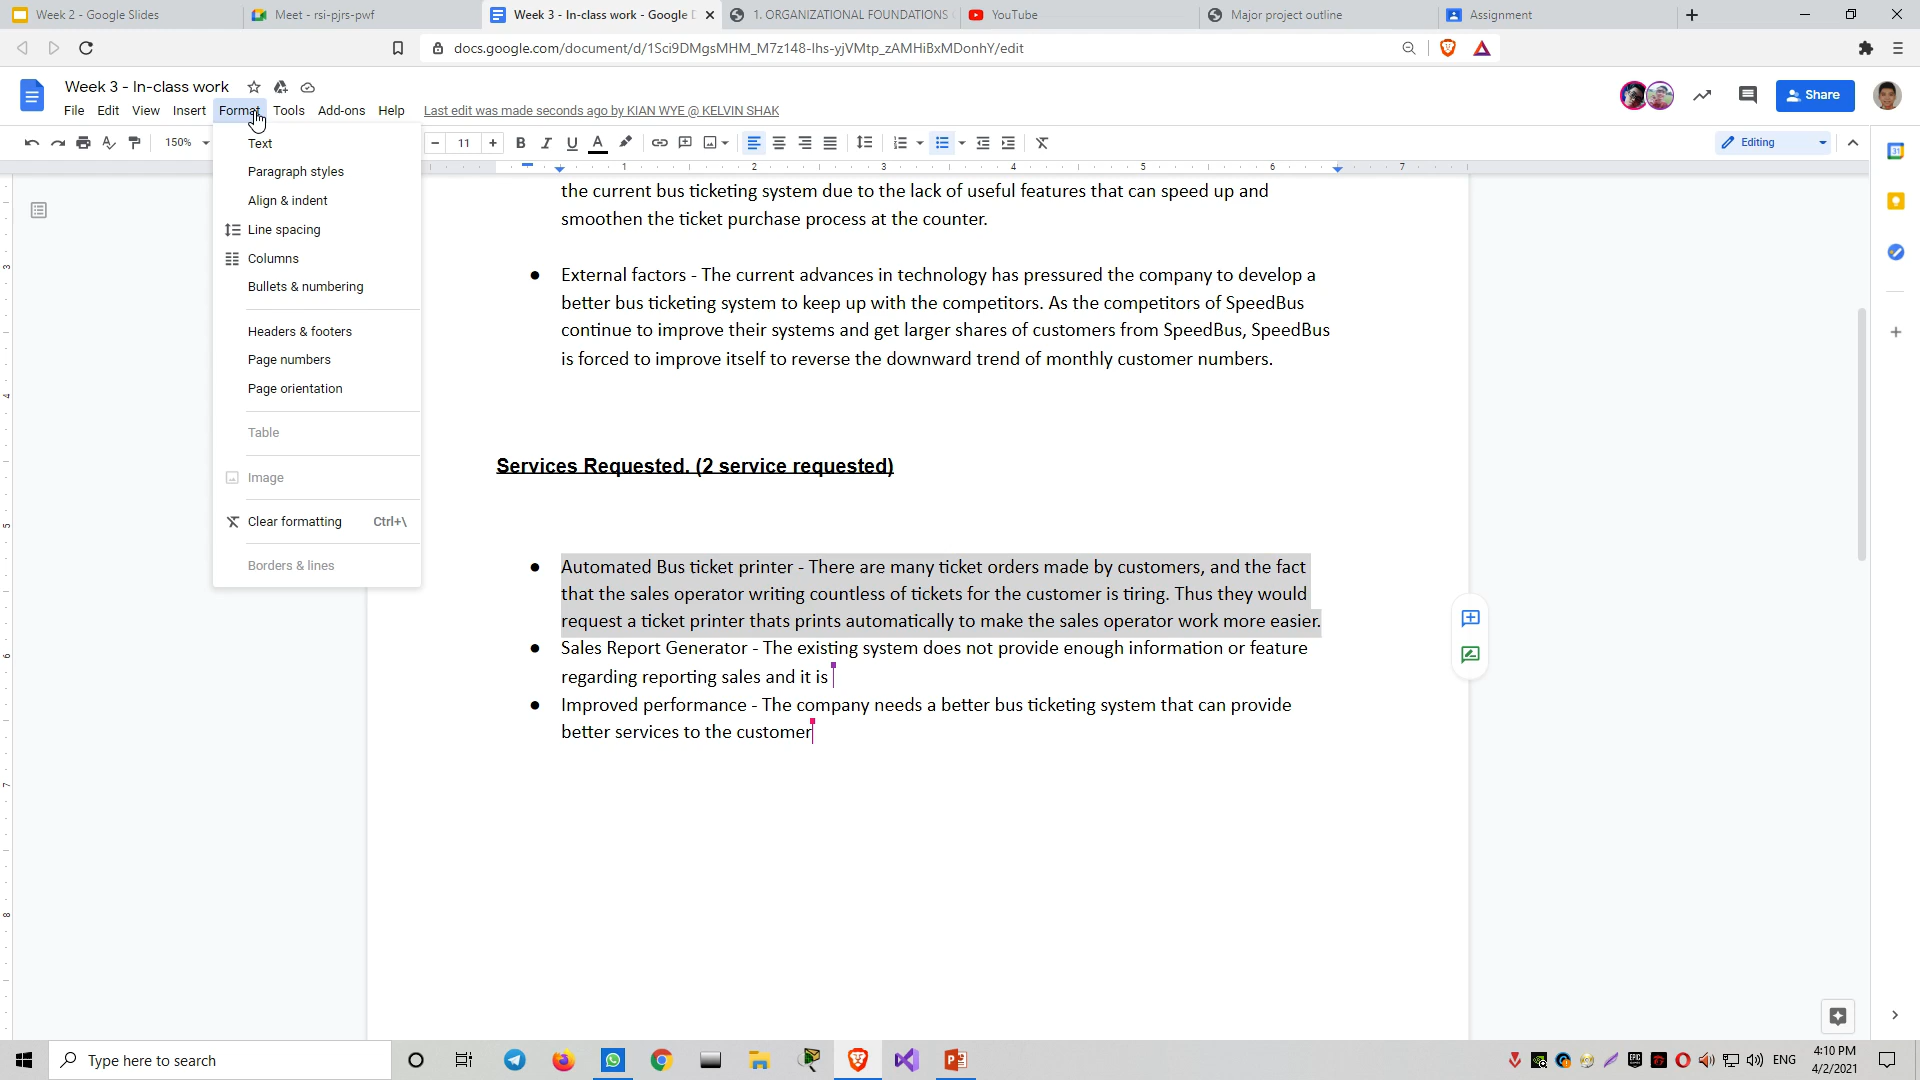 Week 2 - Google Slides
Meet - rsi-pjrs-pwf
Week 3 - In-class work - Google D
1. ORGANIZATIONAL FOUNDATIONS
YouTube
Major project outline
Assignment
docs.google.com/document/d/1Sci9DMgsMHM_M7z148-lhs-yjVMtp_zAMHiBxMDonhY/edit
Week 3 - In-class work
File Edit View Insert Format Tools Add-ons Help Last edit was made seconds ago by KIAN WYE @ KELVIN SHAK
Share
150%
11
Editing
1 2 3 4 5 6 7
Text
Paragraph styles
Align & indent
Line spacing
Columns
Bullets & numbering
Headers & footers
Page numbers
Page orientation
Table
Image
Clear formatting Ctrl+\
Borders & lines
3
4
5
6
7
8
the current bus ticketing system due to the lack of useful features that can speed up and
smoothen the ticket purchase process at the counter.
● External factors - The current advances in technology has pressured the company to develop a
better bus ticketing system to keep up with the competitors. As the competitors of SpeedBus
continue to improve their systems and get larger shares of customers from SpeedBus, SpeedBus
is forced to improve itself to reverse the downward trend of monthly customer numbers.
Services Requested. (2 service requested)
● Automated Bus ticket printer - There are many ticket orders made by customers, and the fact
that the sales operator writing countless of tickets for the customer is tiring. Thus they would
request a ticket printer thats prints automatically to make the sales operator work more easier.
● Sales Report Generator - The existing system does not provide enough information or feature
regarding reporting sales and it is
● Improved performance - The company needs a better bus ticketing system that can provide
better services to the customer
Type here to search
ENG
4:10 PM
4/2/2021